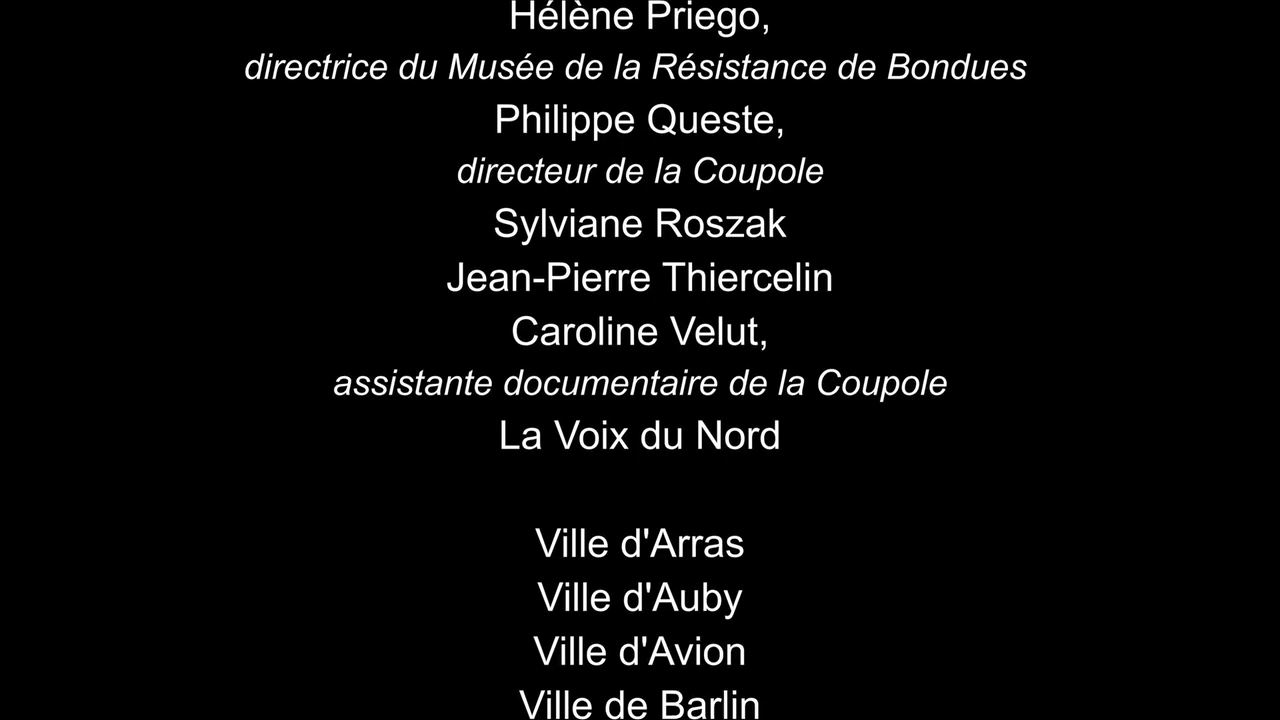 Hélène Priego,
directrice du Musée de la Résistance de Bondues
Philippe Queste,
directeur de la Coupole
Sylviane Roszak
Jean-Pierre Thiercelin
Caroline Velut,
assistante documentaire de la Coupole
La Voix du Nord
Ville d'Arras
Ville d'Auby
Ville d'Avion
Ville de Barlin